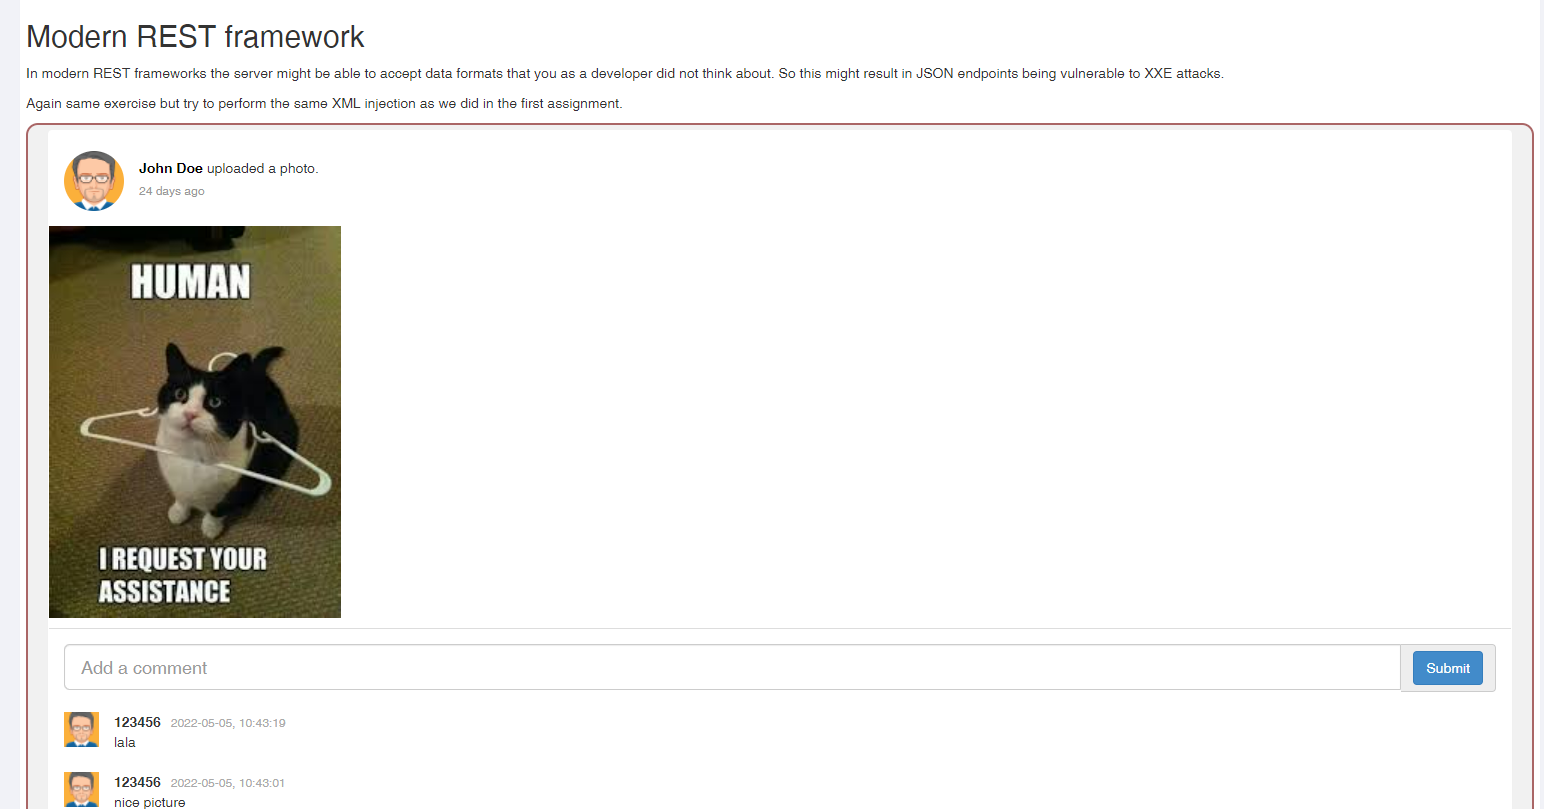 Modern REST framework
In modern REST frameworks the server might be able to accept data formats that you as a developer did not think about. So this might result in JSON endpoints being vulnerable to XXE attacks.
Again same exercise but try to perform the same XML injection as we did in the first assignment.
John Doe uploaded a photo.
24 days ago
HUMAN
I REQUEST YOUR
ASSISTANCE
Add a comment
Submit
123456 2022-05-05, 10:43:19
lala
123456 2022-05-05, 10:43:01
nice picture